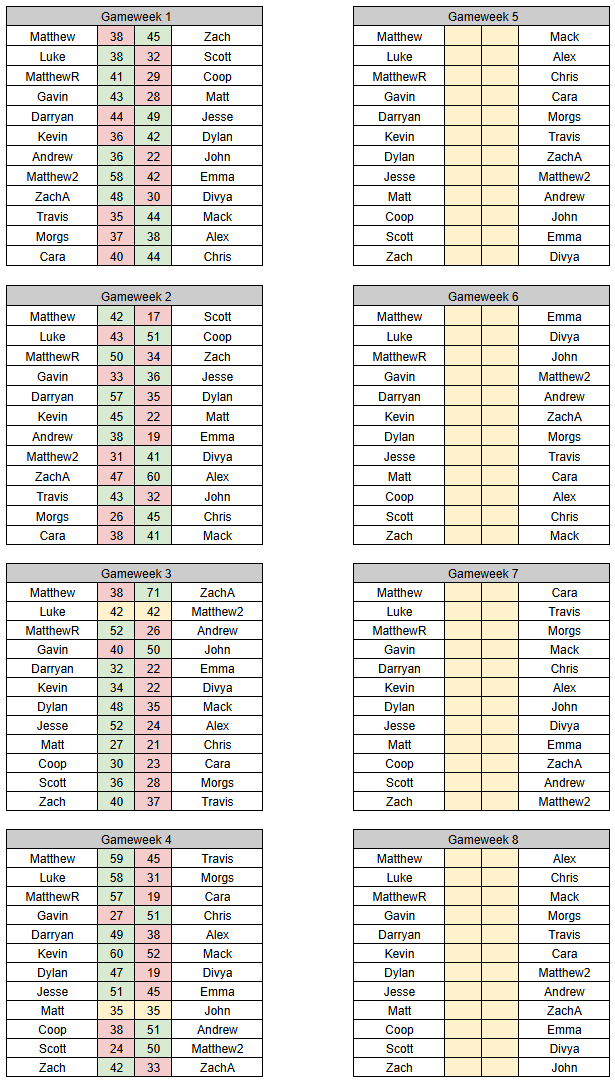 Gameweek 1
Matthew 38 45 Zach
Luke 38 32 Scott
MatthewR 41 29 Coop
Gavin 43 28 Matt
Darryan 44 49 Jesse
Kevin 36 42 Dylan
Andrew 36 22 John
Matthew2 58 42 Emma
ZachA 48 30 Divya
Travis 35 44 Mack
Morgs 37 38 Alex
Cara 40 44 Chris
Gameweek 2
Matthew 42 17 Scott
Luke 43 51 Coop
MatthewR 50 34 Zach
Gavin 33 36 Jesse
Darryan 57 35 Dylan
Kevin 45 22 Matt
Andrew 38 19 Emma
Matthew2 31 41 Divya
ZachA 47 60 Alex
Travis 43 32 John
Morgs 26 45 Chris
Cara 38 41 Mack
Gameweek 3
Matthew 38 71 ZachA
Luke 42 42 Matthew2
MatthewR 52 26 Andrew
Gavin 40 50 John
Darryan 32 22 Emma
Kevin 34 22 Divya
Dylan 48 35 Mack
Jesse 52 24 Alex
Matt 27 21 Chris
Coop 30 23 Cara
Scott 36 28 Morgs
Zach 40 37 Travis
Gameweek 4
Matthew 59 45 Travis
Luke 58 31 Morgs
MatthewR 57 19 Cara
Gavin 27 51 Chris
Darryan 49 38 Alex
Kevin 60 52 Mack
Dylan 47 19 Divya
Jesse 51 45 Emma
Matt 35 35 John
Coop 38 51 Andrew
Scott 24 50 Matthew2
Zach 42 33 ZachA
Gameweek 5
Matthew Mack
Luke Alex
MatthewR Chris
Gavin Cara
Darryan Morgs
Kevin Travis
Dylan ZachA
Jesse Matthew2
Matt Andrew
Coop John
Scott Emma
Zach Divya
Gameweek 6
Matthew Emma
Luke Divya
MatthewR John
Gavin Matthew2
Darryan Andrew
Kevin ZachA
Dylan Morgs
Jesse Travis
Matt Cara
Coop Alex
Scott Chris
Zach Mack
Gameweek 7
Matthew Cara
Luke Travis
MatthewR Morgs
Gavin Mack
Darryan Chris
Kevin Alex
Dylan John
Jesse Divya
Matt Emma
Coop ZachA
Scott Andrew
Zach Matthew2
Gameweek 8
Matthew Alex
Luke Chris
MatthewR Mack
Gavin Morgs
Darryan Travis
Kevin Cara
Dylan Matthew2
Jesse Andrew
Matt ZachA
Coop Emma
Scott Divya
Zach John